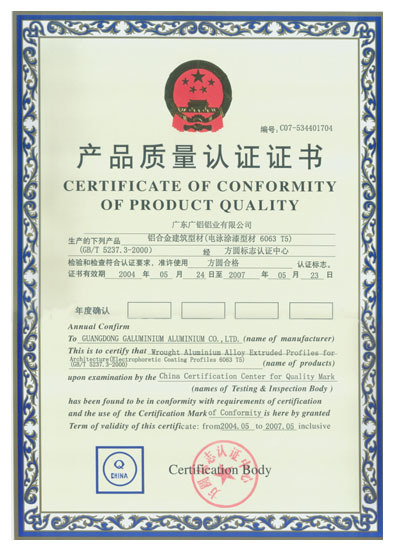 编号:C07-534401704
产品质量认证证书
CERTIFICATE OF CONFORMITY
OF PRODUCT QUALITY
广东广铝铝业有限公司
生产的下列产品 铝合金建筑型材(电泳涂漆型材 6063 T5)
(GB/T 5237.3-2000) 经 方圆标志认证中心
检验和检查符合认证要求，准许使用 方圆合格 认证标志，
证书有效期 2004 年 05 月 24 日至 2007 年 05 月 23 日
年度确认
Annual Confirm
To GUANGDONG GALUMINIUM ALUMINIUM CO., LTD. (name of manufacturer)
This is to certify that Wrought Aluminium Alloy Extruded Profiles for
Architecture(Electrophoretic Coating Profiles 6063 T5)
(GB/T 5237.3-2000) (name of products)
upon examination by the China Certification Center for Quality Mark
(names of Testing & Inspection Body )
has been found to be in conformity with requirements of certification
and the use of the Certification Mark of Conformity is here by granted
Term of validity of this certificate: from 2004.05 to 2007.05 inclusive
Q
CHINA
Certification Body
方圆标志认证中心